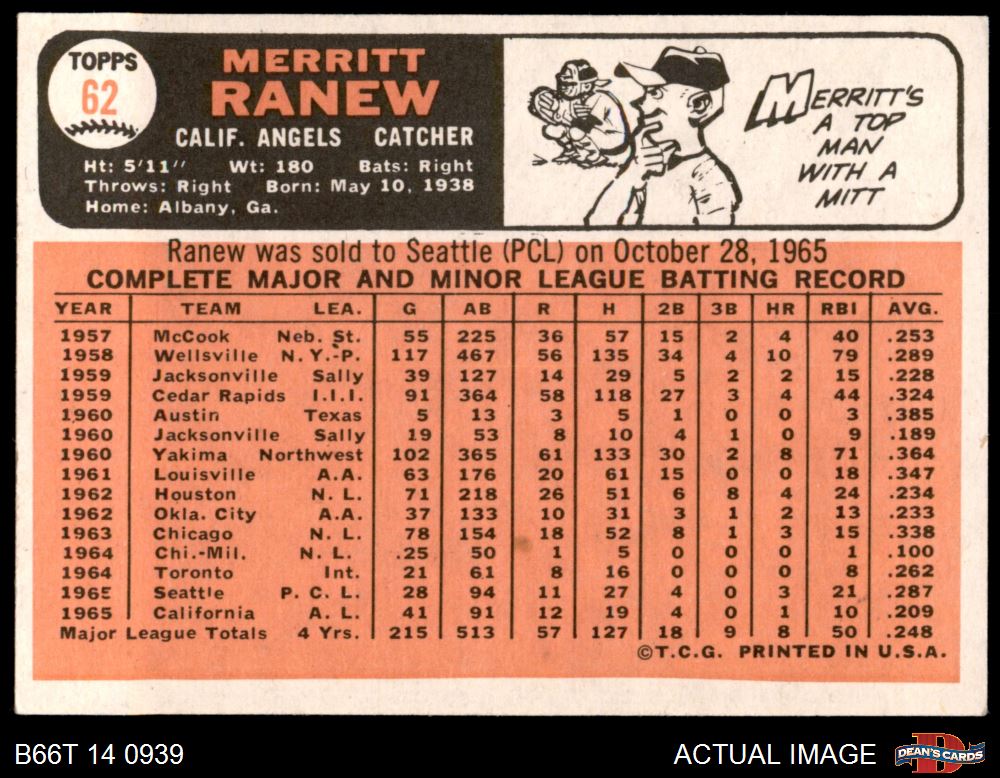 TOPPS
62
MERRITT
RANEW
CALIF. ANGELS CATCHER
Ht: 5'11" Wt: 180 Bats: Right
Throws: Right Born: May 10, 1938
Home: Albany, Ga.
MERRITT'S
A TOP
MAN
WITH A
MITT
Ranew was sold to Seattle (PCL) on October 28, 1965
COMPLETE MAJOR AND MINOR LEAGUE BATTING RECORD
YEAR TEAM LEA. G AB R H 2B 3B HR RBI AVG.
1957 McCook Neb. St. 55 225 36 57 15 2 4 40 .253
1958 Wellsville N.Y.-P. 117 467 56 135 34 4 10 79 .289
1959 Jacksonville Sally 39 127 14 29 5 2 2 15 .228
1959 Cedar Rapids I.I.I. 91 364 58 118 27 3 4 44 .324
1960 Austin Texas 5 13 3 5 1 0 0 3 .385
1960 Jacksonville Sally 19 53 8 10 4 1 0 9 .189
1960 Yakima Northwest 102 365 61 133 30 2 8 71 .364
1961 Louisville A.A. 63 176 20 61 15 0 0 18 .347
1962 Houston N. L. 71 218 26 51 6 8 4 24 .234
1962 Okla. City A.A. 37 133 10 31 3 1 2 13 .233
1963 Chicago N. L. 78 154 18 52 8 1 3 15 .338
1964 Chi.-Mil. N. L. .25 50 1 5 0 0 0 1 .100
1964 Toronto Int. 21 61 8 16 0 0 0 8 .262
1965 Seattle P. C. L. 28 94 11 27 4 0 3 21 .287
1965 California A. L. 41 91 12 19 4 0 1 10 .209
Major League Totals 4 Yrs. 215 513 57 127 18 9 8 50 .248
©T.C.G. PRINTED IN U.S.A.
B66T 14 0939
ACTUAL IMAGE
DEAN'S CARDS